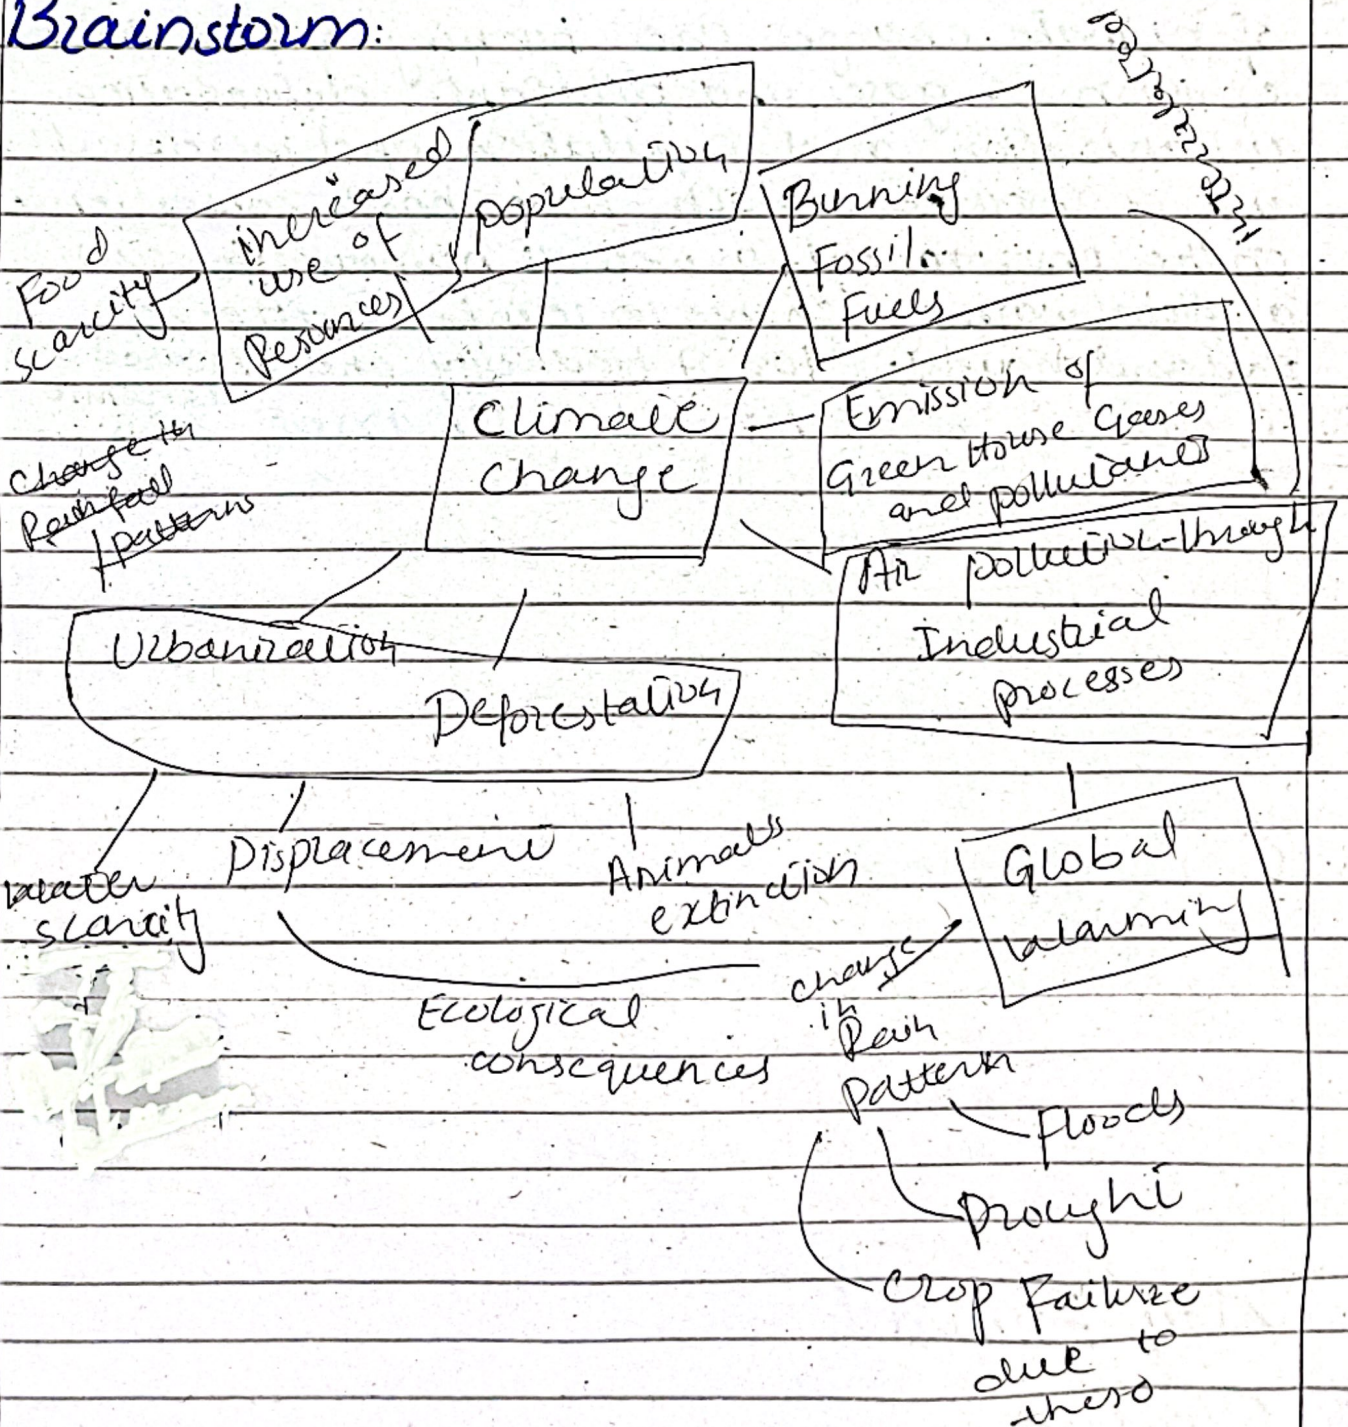 Brainstorm:
interrelated
population
increased
use of
Resources
Food
scarcity
Burning
Fossil
Fuels
Climate
change
Emission of
Green House Gases
and pollutants
Change in
Rainfall
patterns
Air pollution-through
Industrial
processes
Urbanization
Deforestation
Water
scarcity
Displacement
Animals
extinction
Ecological
consequences
Global
Warming
change
in
Rain
pattern
Floods
Drought
Crop Failure
due to
these